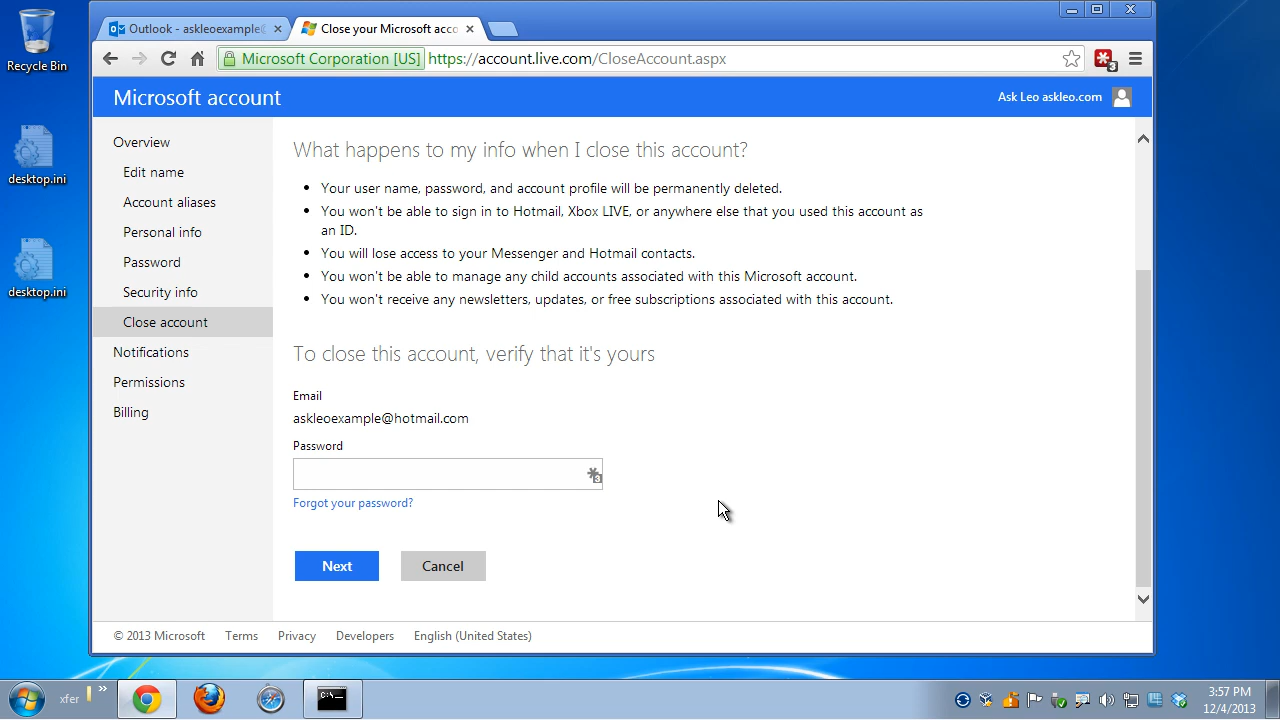 Recycle Bin
desktop.ini
desktop.ini
Outlook - askleoexample@
Close your Microsoft acco
Microsoft Corporation [US] https://account.live.com/CloseAccount.aspx
3
Microsoft account
Ask Leo askleo.com
Overview
Edit name
Account aliases
Personal info
Password
Security info
Close account
Notifications
Permissions
Billing
What happens to my info when I close this account?
• Your user name, password, and account profile will be permanently deleted.
• You won't be able to sign in to Hotmail, Xbox LIVE, or anywhere else that you used this account as
an ID.
• You will lose access to your Messenger and Hotmail contacts.
• You won't be able to manage any child accounts associated with this Microsoft account.
• You won't receive any newsletters, updates, or free subscriptions associated with this account.
To close this account, verify that it's yours
Email
askleoexample@hotmail.com
Password
3
Forgot your password?
Next
Cancel
© 2013 Microsoft
Terms
Privacy
Developers
English (United States)
xfer
»
C:\
3:57 PM
12/4/2013